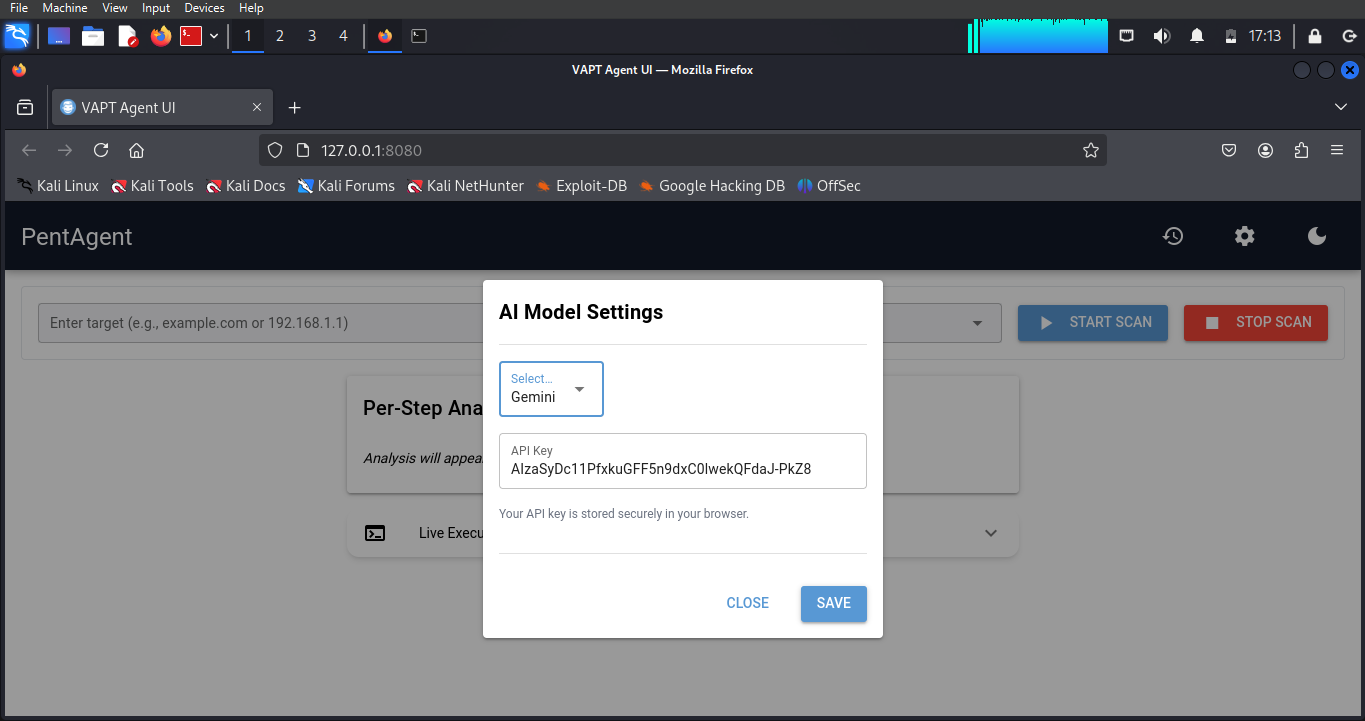 File Machine View Input Devices Help
1 2 3 4 17:13
VAPT Agent UI — Mozilla Firefox
VAPT Agent UI
127.0.0.1:8080
Kali Linux Kali Tools Kali Docs Kali Forums Kali NetHunter Exploit-DB Google Hacking DB OffSec
PentAgent
Enter target (e.g., example.com or 192.168.1.1) START SCAN STOP SCAN
AI Model Settings
Select…
Gemini
API Key
AIzaSyDc11PfxkuGFF5n9dxC0lwekQFdaJ-PkZ8
Your API key is stored securely in your browser.
CLOSE SAVE
Per-Step Ana
Analysis will appea
Live Execu